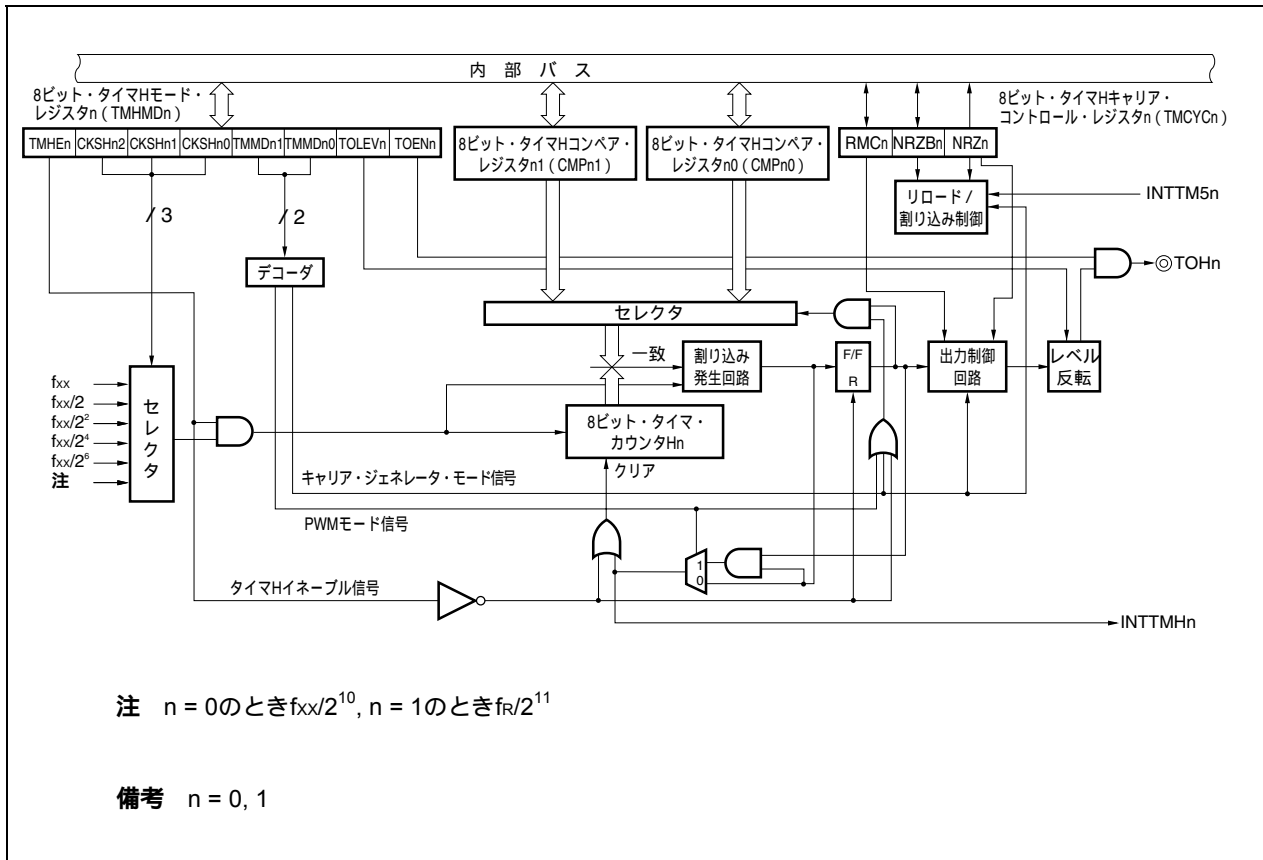 内部バス
8ビット・タイマHモード・
レジスタn（TMHMDn）
8ビット・タイマHキャリア・
コントロール・レジスタn（TMCYCn）
TMHEn CKSHn2 CKSHn1 CKSHn0 TMMDn1 TMMDn0 TOLEVn TOENn
8ビット・タイマHコンペア・
レジスタn1（CMPn1）
8ビット・タイマHコンペア・
レジスタn0（CMPn0）
RMCn NRZBn NRZn
リロード/
割り込み制御
INTTM5n
3
2
デコーダ
TOHn
セレクタ
一致
割り込み
発生回路
F/F
R
出力制御
回路
レベル
反転
fXX
fXX/2
fXX/2²
fXX/2⁴
fXX/2⁶
注
セレクタ
8ビット・タイマ・
カウンタHn
クリア
キャリア・ジェネレータ・モード信号
PWMモード信号
1
0
タイマHイネーブル信号
INTTMHn
注 n = 0のときfXX/2¹⁰, n = 1のときfR/2¹¹
備考 n = 0, 1